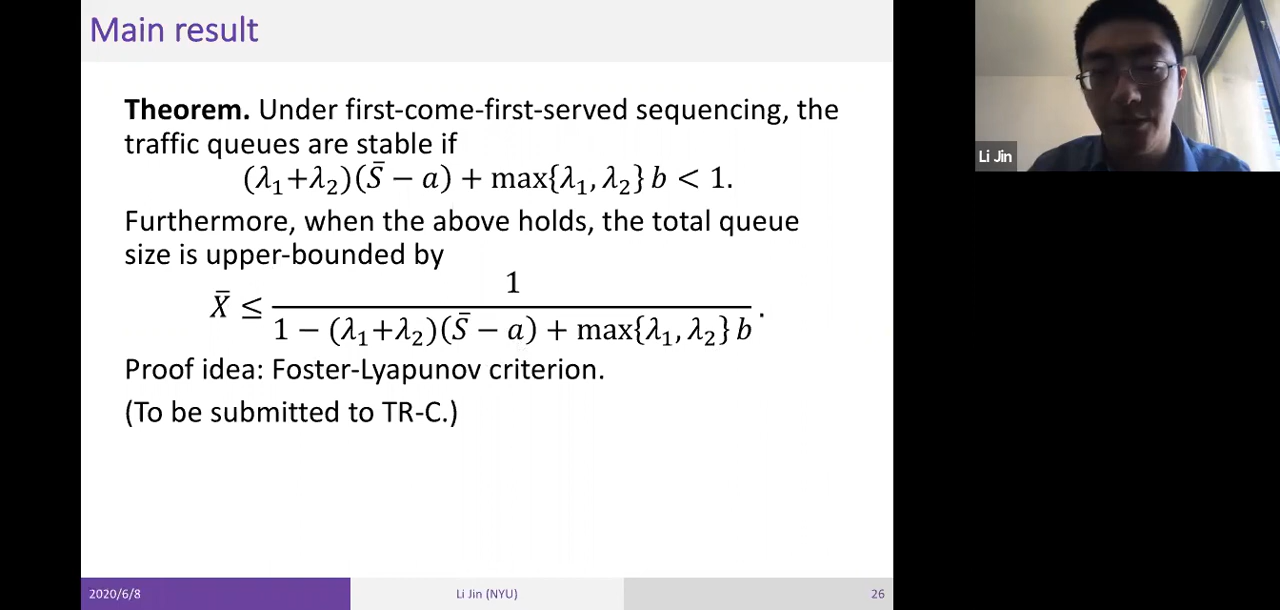 Main result
Theorem. Under first-come-first-served sequencing, the
traffic queues are stable if
(λ₁+λ₂)(S̄ − a) + max{λ₁, λ₂} b < 1.
Furthermore, when the above holds, the total queue
size is upper-bounded by
X̄ ≤ 1 / (1 − (λ₁+λ₂)(S̄ − a) + max{λ₁, λ₂} b).
Proof idea: Foster-Lyapunov criterion.
(To be submitted to TR-C.)
2020/6/8
Li Jin (NYU)
26
Li Jin